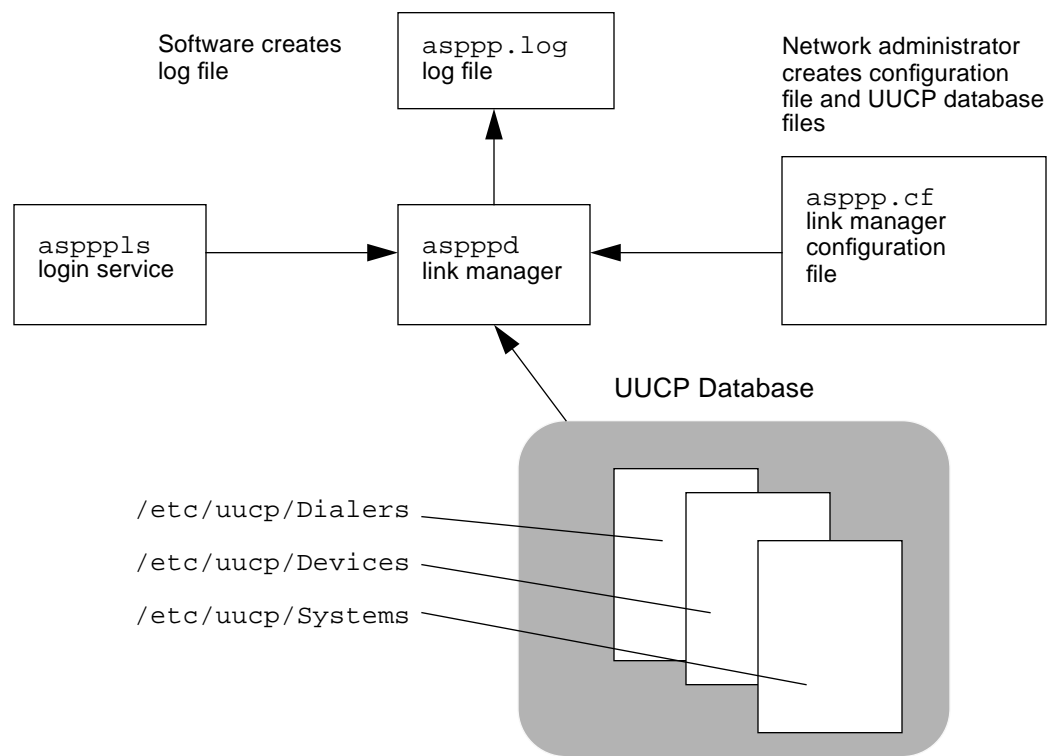 Software creates
log file
asppp.log
log file
Network administrator
creates configuration
file and UUCP database
files
aspppls
login service
aspppd
link manager
asppp.cf
link manager
configuration
file
UUCP Database
/etc/uucp/Dialers
/etc/uucp/Devices
/etc/uucp/Systems